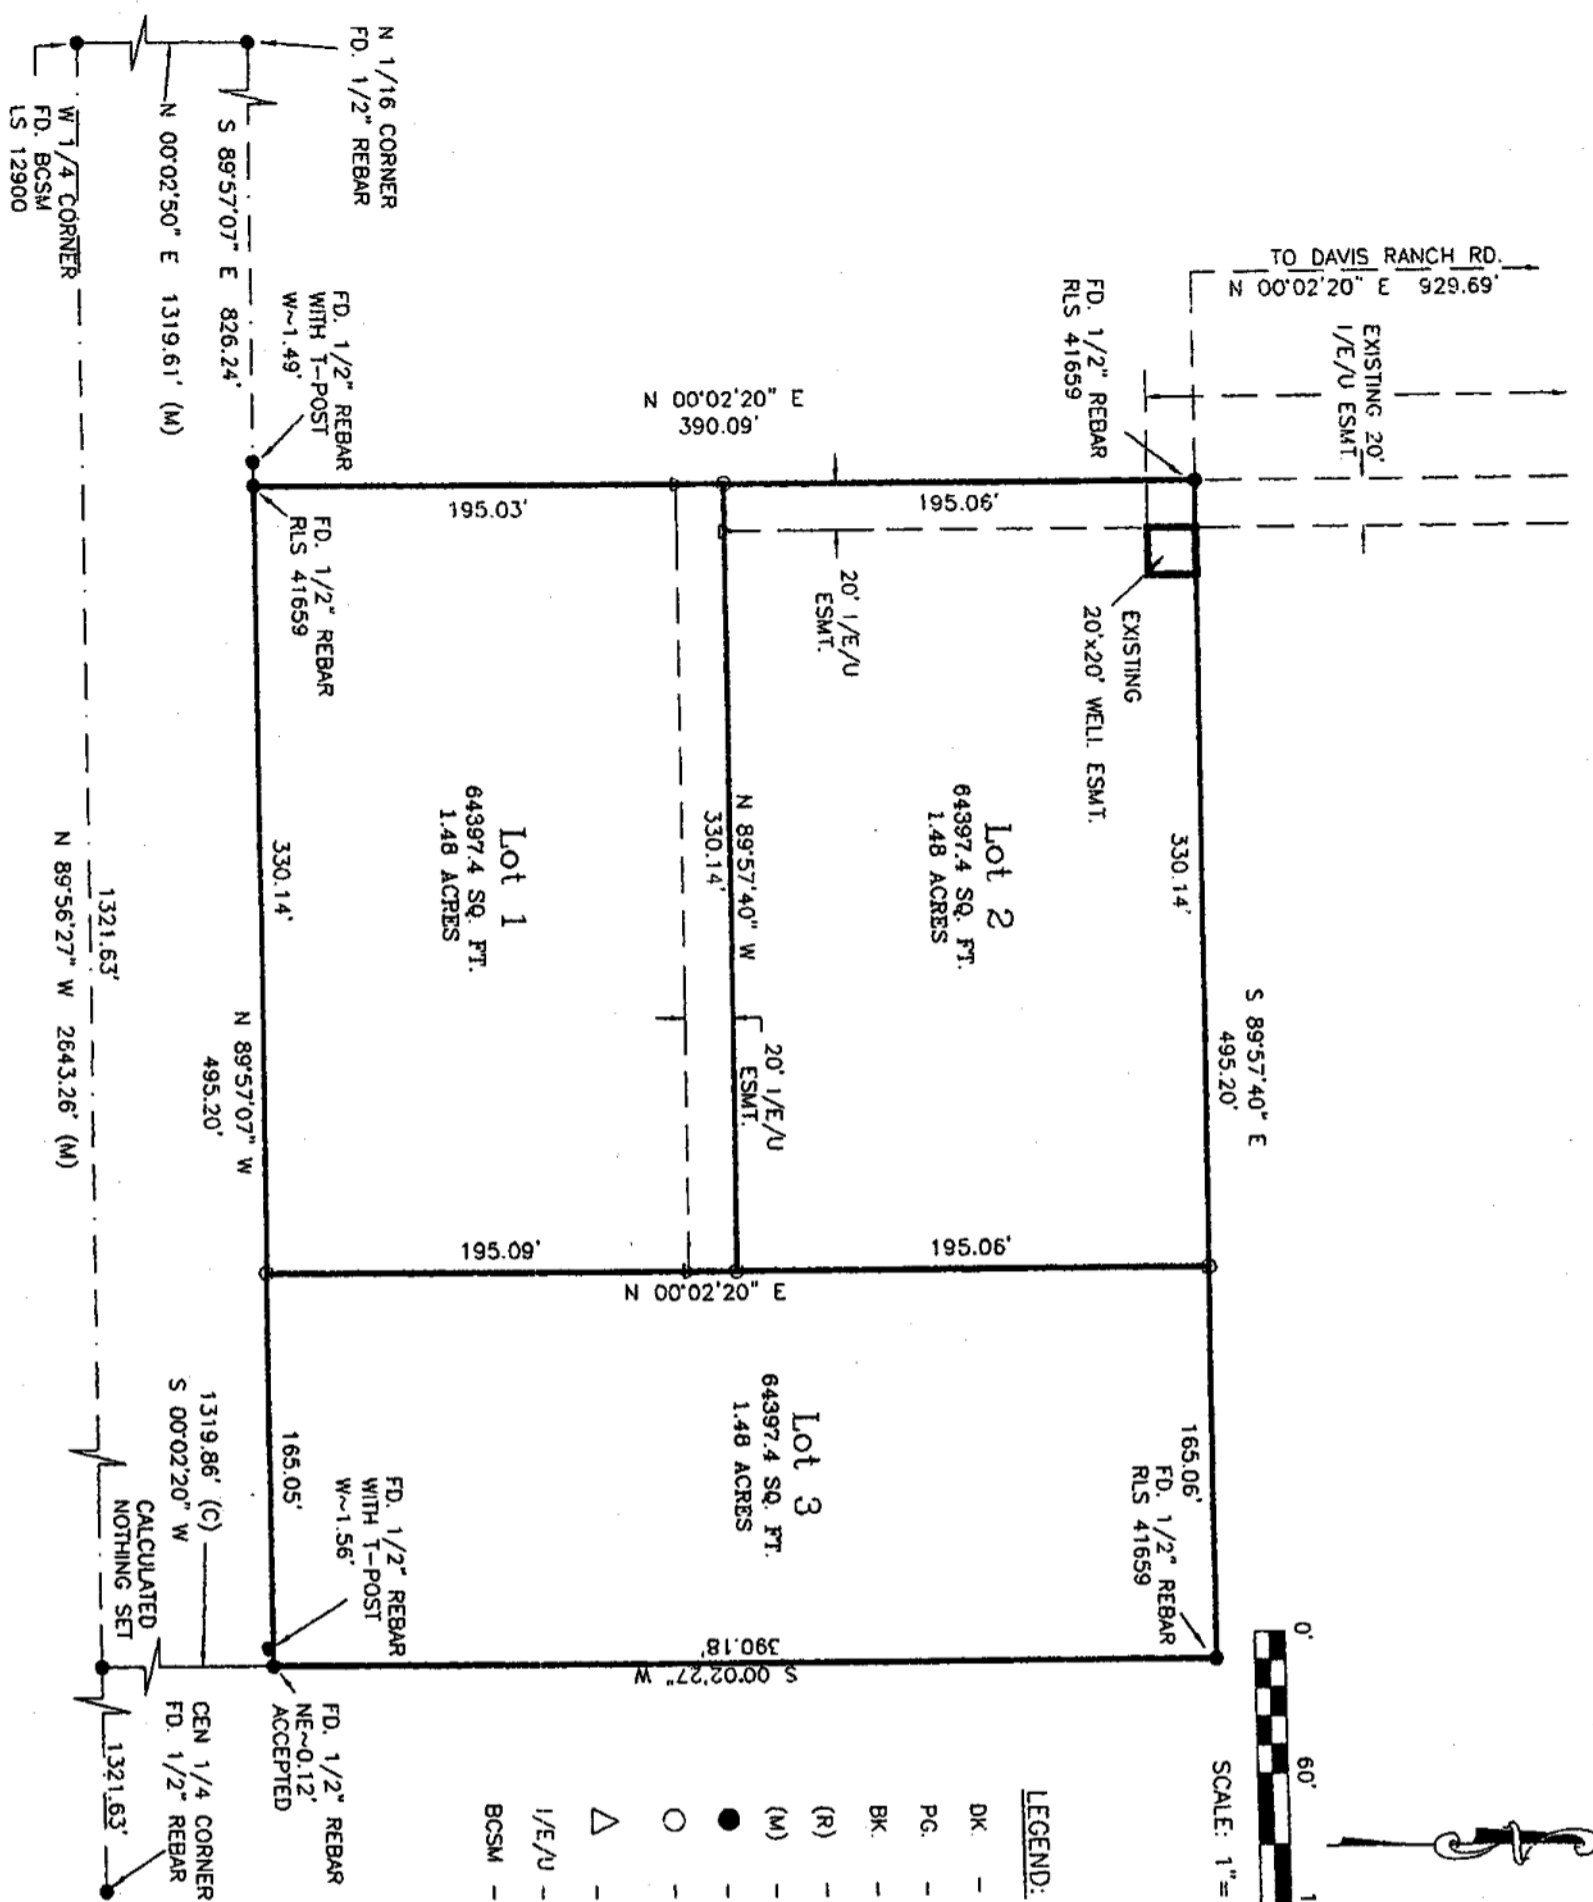 N 1/16 CORNER
FD. 1/2" REBAR
S 89°57'07" E 826.24'
N 00°02'50" E 1319.61' (M)
W 1/4 CORNER
FD. BCSM
LS 12900
TO DAVIS RANCH RD.
N 00°02'20" E 929.69'
EXISTING 20'
I/E/U ESMT.
FD. 1/2" REBAR
RLS 41659
FD. 1/2" REBAR
WITH T-POST
W~1.49'
N 00°02'20" E
390.09'
195.03'
195.06'
FD. 1/2" REBAR
RLS 41659
20' I/E/U
ESMT.
EXISTING
20'x20' WELL ESMT.
Lot 1
64397.4 SQ. FT.
1.48 ACRES
N 89°57'40" W
330.14'
Lot 2
64397.4 SQ. FT.
1.48 ACRES
330.14'
330.14'
S 89°57'40" E
495.20'
20' I/E/U
ESMT.
N 89°57'07" W
495.20'
1321.63'
N 89°56'27" W 2643.26' (M)
195.09'
195.06'
N 00°02'20" E
Lot 3
64397.4 SQ. FT.
1.48 ACRES
165.06'
FD. 1/2" REBAR
RLS 41659
165.05'
FD. 1/2" REBAR
WITH T-POST
W~1.56'
1319.86' (C)
S 00°02'20" W
CALCULATED
NOTHING SET
390.18'
S 00°02'27" W
FD. 1/2" REBAR
NE~0.12'
ACCEPTED
CEN 1/4 CORNER
FD. 1/2" REBAR
1321.63'
0'
60'
SCALE: 1"=
LEGEND:
DK. -
PG. -
BK. -
(R) -
(M) -
-
-
-
I/E/U -
BCSM -